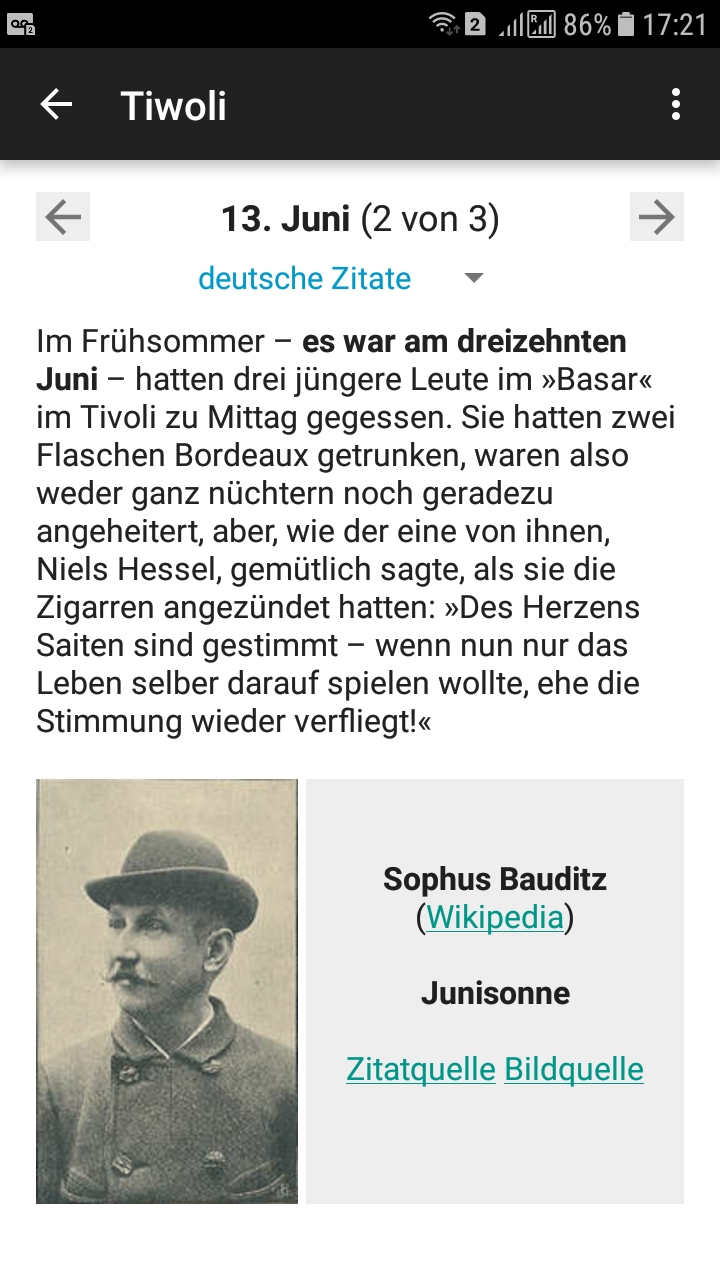 2 R 86% 17:21
Tiwoli
13. Juni (2 von 3)
deutsche Zitate
Im Frühsommer – es war am dreizehnten
Juni – hatten drei jüngere Leute im »Basar«
im Tivoli zu Mittag gegessen. Sie hatten zwei
Flaschen Bordeaux getrunken, waren also
weder ganz nüchtern noch geradezu
angeheitert, aber, wie der eine von ihnen,
Niels Hessel, gemütlich sagte, als sie die
Zigarren angezündet hatten: »Des Herzens
Saiten sind gestimmt – wenn nun nur das
Leben selber darauf spielen wollte, ehe die
Stimmung wieder verfliegt!«
Sophus Bauditz
(Wikipedia)
Junisonne
Zitatquelle Bildquelle